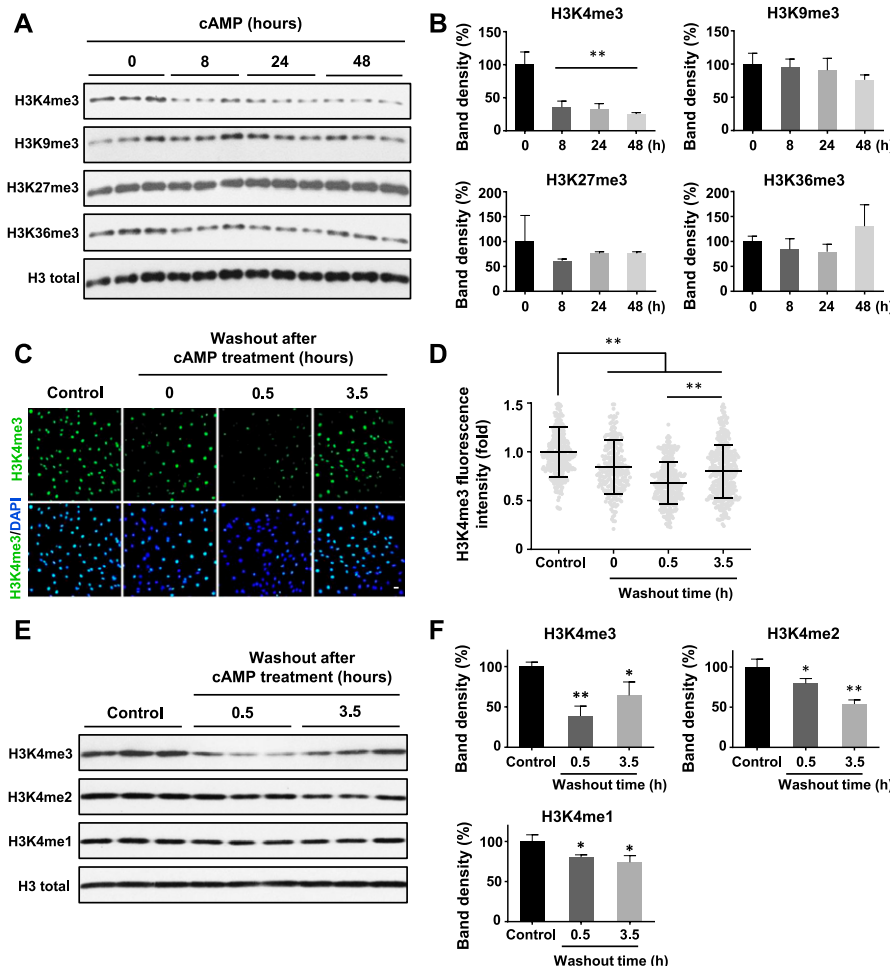 A
cAMP (hours)
0 8 24 48
H3K4me3
H3K9me3
H3K27me3
H3K36me3
H3 total
B
H3K4me3
Band density (%)
150
100
50
0
**
0 8 24 48 (h)
H3K9me3
Band density (%)
150
100
50
0
0 8 24 48 (h)
H3K27me3
Band density (%)
200
150
100
50
0
0 8 24 48 (h)
H3K36me3
Band density (%)
200
150
100
50
0
0 8 24 48 (h)
C
Washout after
cAMP treatment (hours)
Control 0 0.5 3.5
H3K4me3
H3K4me3/DAPI
D
H3K4me3 fluorescence
intensity (fold)
1.5
1.0
0.5
0
**
**
Control 0 0.5 3.5
Washout time (h)
E
Washout after
cAMP treatment (hours)
Control 0.5 3.5
H3K4me3
H3K4me2
H3K4me1
H3 total
F
H3K4me3
Band density (%)
100
50
0
**
*
Control 0.5 3.5
Washout time (h)
H3K4me2
Band density (%)
100
50
0
*
**
Control 0.5 3.5
Washout time (h)
H3K4me1
Band density (%)
100
50
0
*
*
Control 0.5 3.5
Washout time (h)